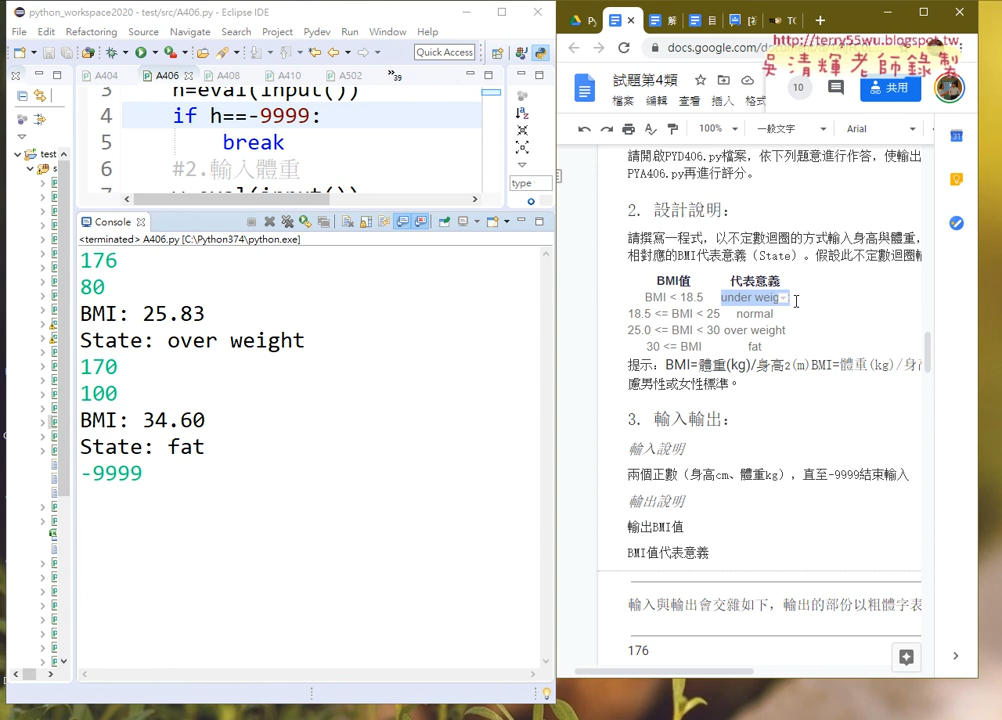 python_workspace2020 - test/src/A406.py - Eclipse IDE
File Edit Refactoring Source Navigate Search Project Pydev Run Window Help
Quick Access
A404 A406 A408 A410 A502 »39
3 h=eval(input())
4 if h==-9999:
5 break
6 #2.輸入體重
type
test
Console
<terminated> A406.py [C:\Python374\python.exe]
176
80
BMI: 25.83
State: over weight
170
100
BMI: 34.60
State: fat
-9999
docs.google.com/
http://terry55wu.blogspot.tw
吳清輝老師錄製
試題第4類
10
共用
檔案 編輯 查看 插入 格式
100% 一般文字 Arial
請開啟PYD406.py檔案，依下列題意進行作答，使輸出
PYA406.py再進行評分。
2. 設計說明:
請撰寫一程式，以不定數迴圈的方式輸入身高與體重，
相對應的BMI代表意義（State）。假設此不定數迴圈輸
BMI值 代表意義
BMI < 18.5 under weig
18.5 <= BMI < 25 normal
25.0 <= BMI < 30 over weight
30 <= BMI fat
提示：BMI=體重(kg)/身高2(m)BMI=體重(kg)/身高
慮男性或女性標準。
3. 輸入輸出:
輸入說明
兩個正數（身高cm、體重kg），直至-9999結束輸入
輸出說明
輸出BMI值
BMI值代表意義
輸入與輸出會交雜如下，輸出的部份以粗體字表
176